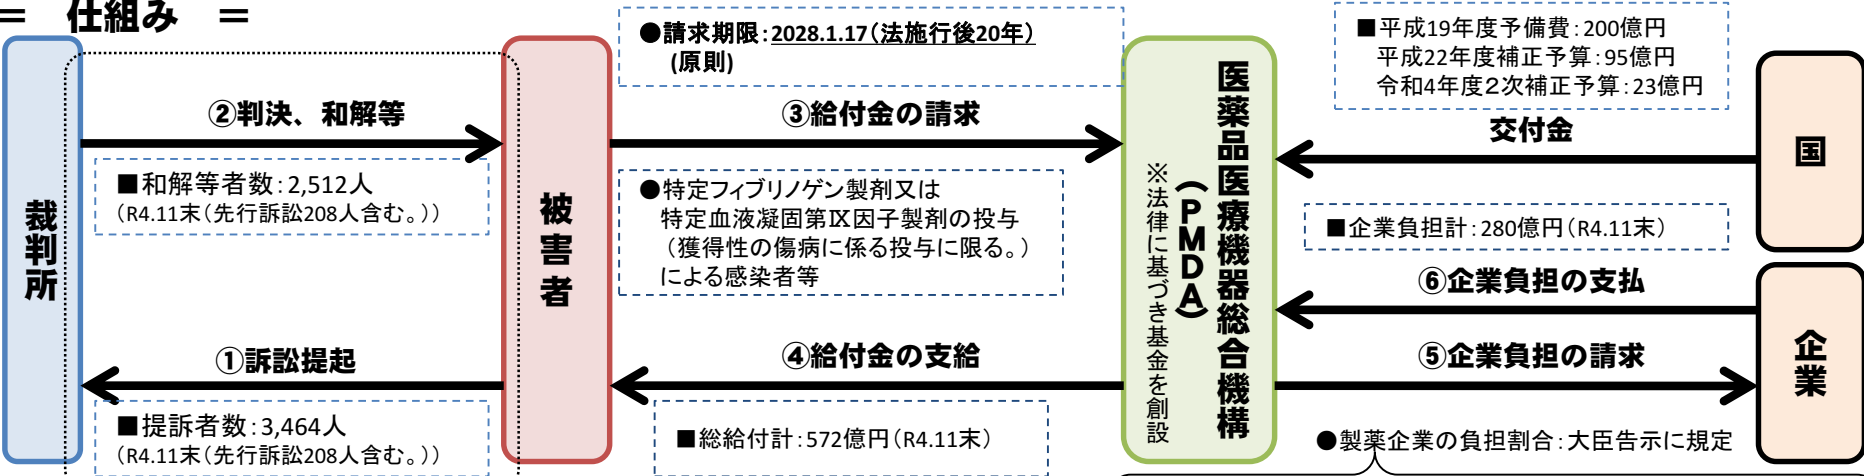 ＝ 仕組み ＝
裁判所
②判決、和解等
■和解等者数：2,512人
（R4.11末（先行訴訟208人含む。））
①訴訟提起
■提訴者数：3,464人
（R4.11末（先行訴訟208人含む。））
被害者
●請求期限：2028.1.17（法施行後20年）
(原則)
③給付金の請求
●特定フィブリノゲン製剤又は
特定血液凝固第Ⅸ因子製剤の投与
（獲得性の傷病に係る投与に限る。）
による感染者等
④給付金の支給
■総給付計：572億円（R4.11末）
医薬品医療機器総合機構
（ＰＭＤＡ）
※法律に基づき基金を創設
■平成19年度予備費：200億円
平成22年度補正予算：95億円
令和4年度２次補正予算：23億円
交付金
国
■企業負担計：280億円（R4.11末）
⑥企業負担の支払
⑤企業負担の請求
企業
●製薬企業の負担割合：大臣告示に規定